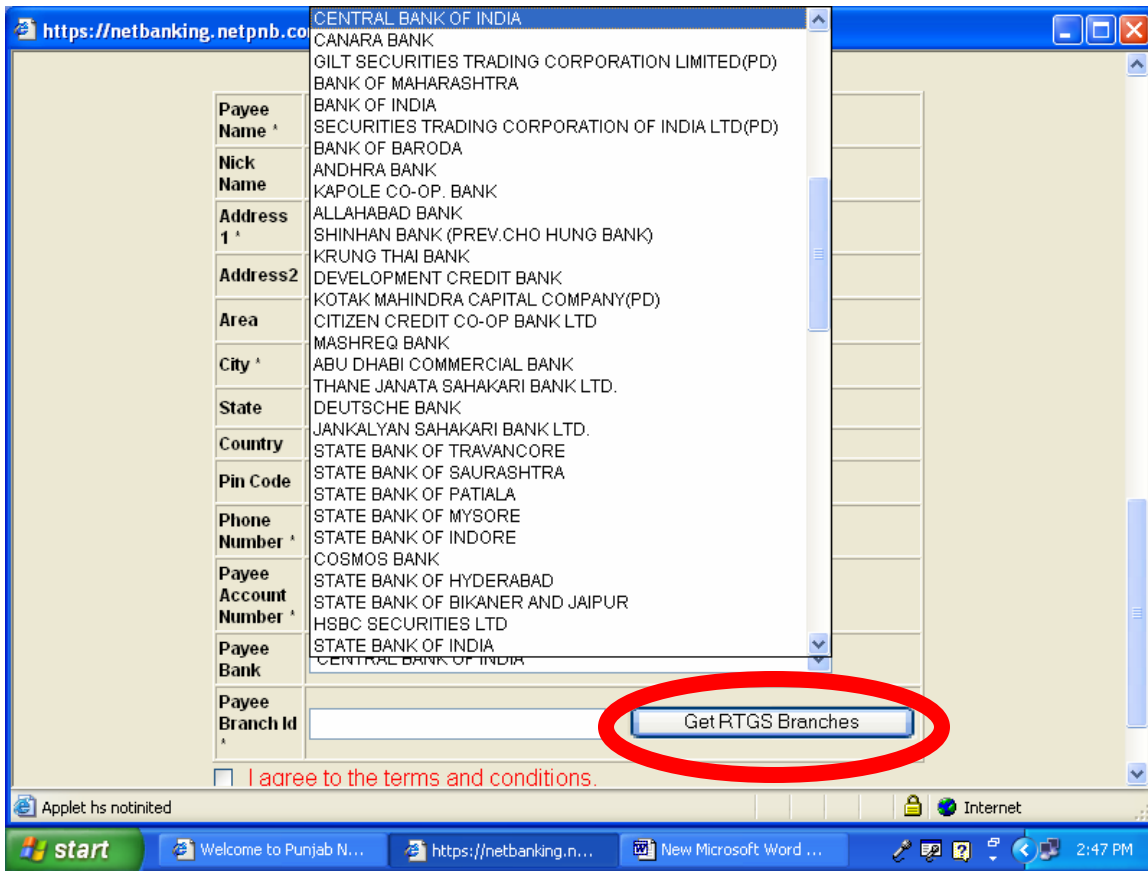 https://netbanking.netpnb.co
CENTRAL BANK OF INDIA
CANARA BANK
GILT SECURITIES TRADING CORPORATION LIMITED(PD)
BANK OF MAHARASHTRA
BANK OF INDIA
SECURITIES TRADING CORPORATION OF INDIA LTD(PD)
BANK OF BARODA
ANDHRA BANK
KAPOLE CO-OP. BANK
ALLAHABAD BANK
SHINHAN BANK (PREV.CHO HUNG BANK)
KRUNG THAI BANK
DEVELOPMENT CREDIT BANK
KOTAK MAHINDRA CAPITAL COMPANY(PD)
CITIZEN CREDIT CO-OP BANK LTD
MASHREQ BANK
ABU DHABI COMMERCIAL BANK
THANE JANATA SAHAKARI BANK LTD.
DEUTSCHE BANK
JANKALYAN SAHAKARI BANK LTD.
STATE BANK OF TRAVANCORE
STATE BANK OF SAURASHTRA
STATE BANK OF PATIALA
STATE BANK OF MYSORE
STATE BANK OF INDORE
COSMOS BANK
STATE BANK OF HYDERABAD
STATE BANK OF BIKANER AND JAIPUR
HSBC SECURITIES LTD
STATE BANK OF INDIA
Payee
Name *
Nick
Name
Address
1 *
Address2
Area
City *
State
Country
Pin Code
Phone
Number *
Payee
Account
Number *
Payee
Bank
CENTRAL BANK OF INDIA
Payee
Branch Id
*
Get RTGS Branches
I agree to the terms and conditions.
Applet hs notinited
Internet
start
Welcome to Punjab N...
https://netbanking.n...
New Microsoft Word ...
2:47 PM